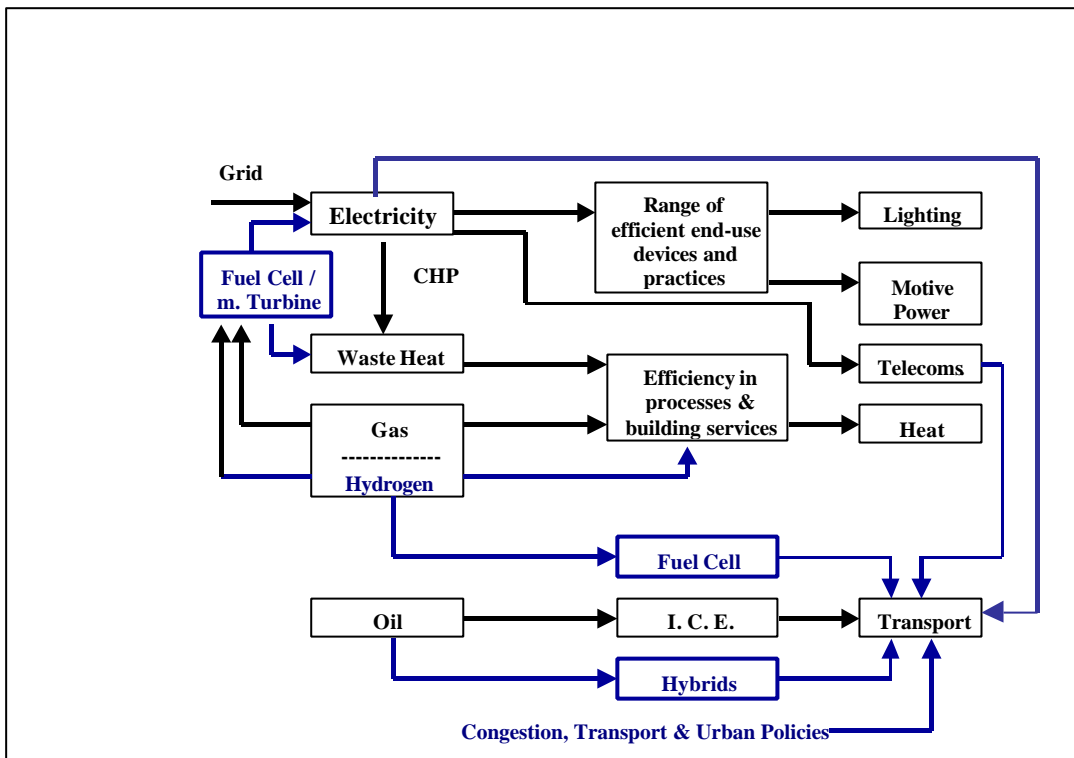 Grid
Electricity
Range of
efficient end-use
devices and
practices
Lighting
Fuel Cell /
m. Turbine
CHP
Motive
Power
Waste Heat
Efficiency in
processes &
building services
Telecoms
Gas
--------------
Hydrogen
Heat
Fuel Cell
Oil
I. C. E.
Transport
Hybrids
Congestion, Transport & Urban Policies